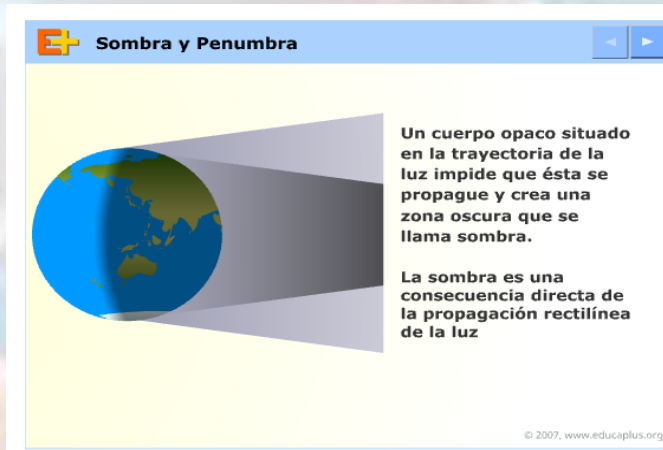 E+ Sombra y Penumbra
Un cuerpo opaco situado
en la trayectoria de la
luz impide que ésta se
propague y crea una
zona oscura que se
llama sombra.
La sombra es una
consecuencia directa de
la propagación rectilínea
de la luz
© 2007, www.educaplus.org